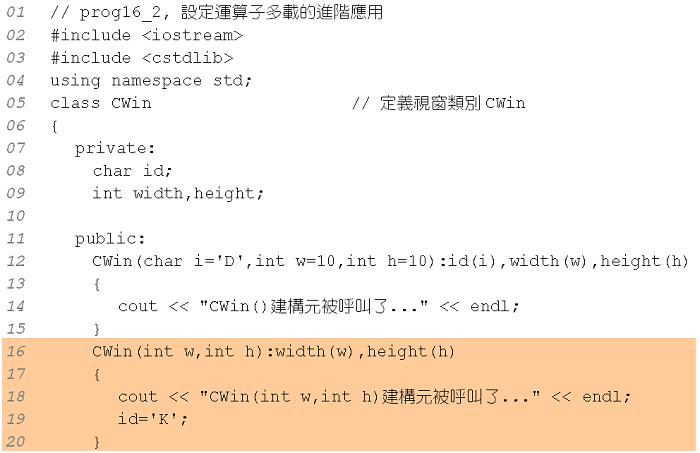 01 // prog16_2, 設定運算子多載的進階應用
02 #include <iostream>
03 #include <cstdlib>
04 using namespace std;
05 class CWin // 定義視窗類別CWin
06 {
07 private:
08 char id;
09 int width,height;
10
11 public:
12 CWin(char i='D',int w=10,int h=10):id(i),width(w),height(h)
13 {
14 cout << "CWin()建構元被呼叫了..." << endl;
15 }
16 CWin(int w,int h):width(w),height(h)
17 {
18 cout << "CWin(int w,int h)建構元被呼叫了..." << endl;
19 id='K';
20 }